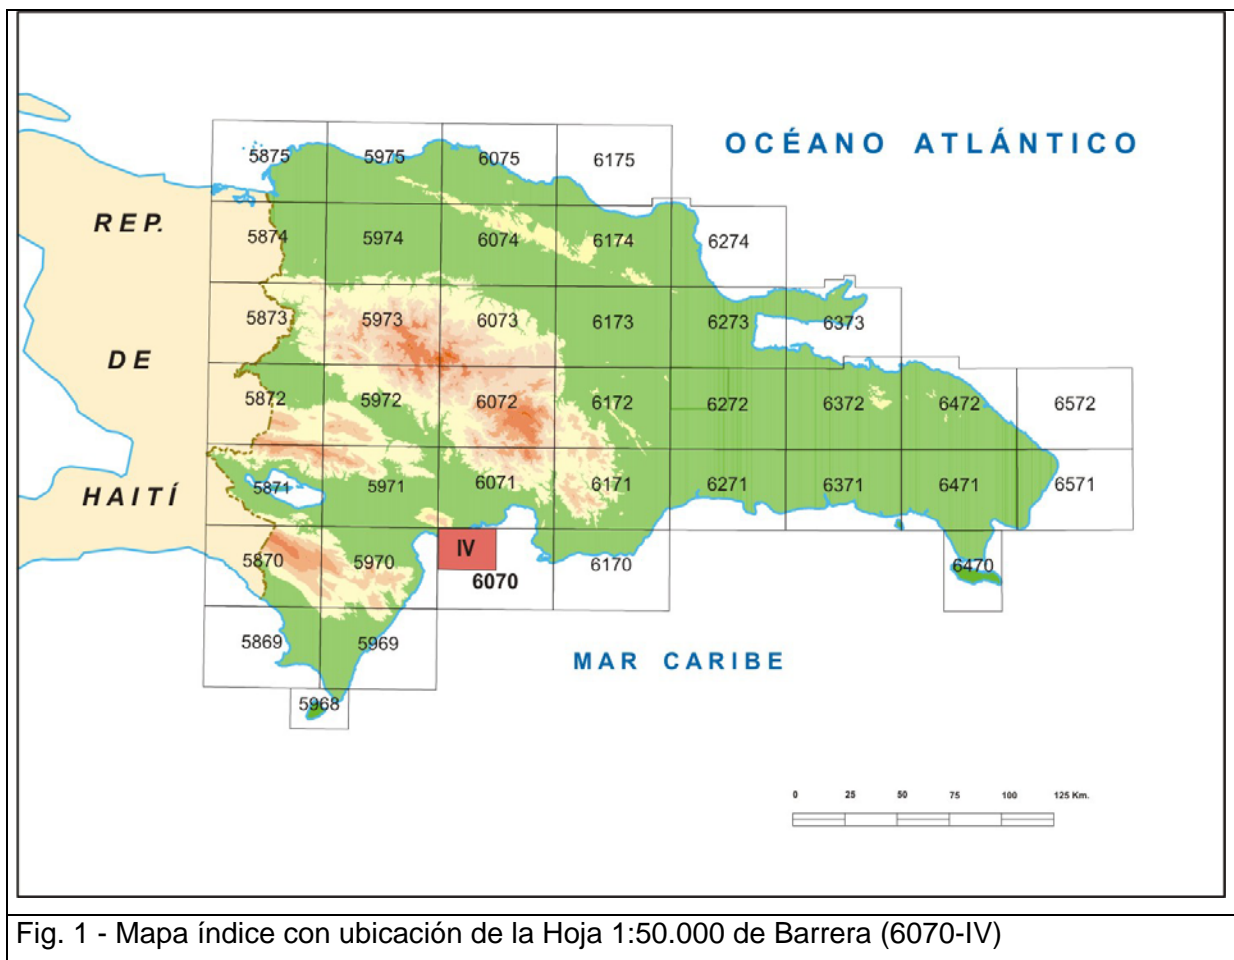 OCÉANO ATLÁNTICO
5875 5975 6075 6175
REP.
5874 5974 6074 6174 6274
5873 5973 6073 6173 6273 6373
DE
5872 5972 6072 6172 6272 6372 6472 6572
HAITÍ
5871 5971 6071 6171 6271 6371 6471 6571
IV
5870 5970 6070 6170 6470
5869 5969
MAR CARIBE
5968
0 25 50 75 100 125 Km.
Fig. 1 - Mapa índice con ubicación de la Hoja 1:50.000 de Barrera (6070-IV)